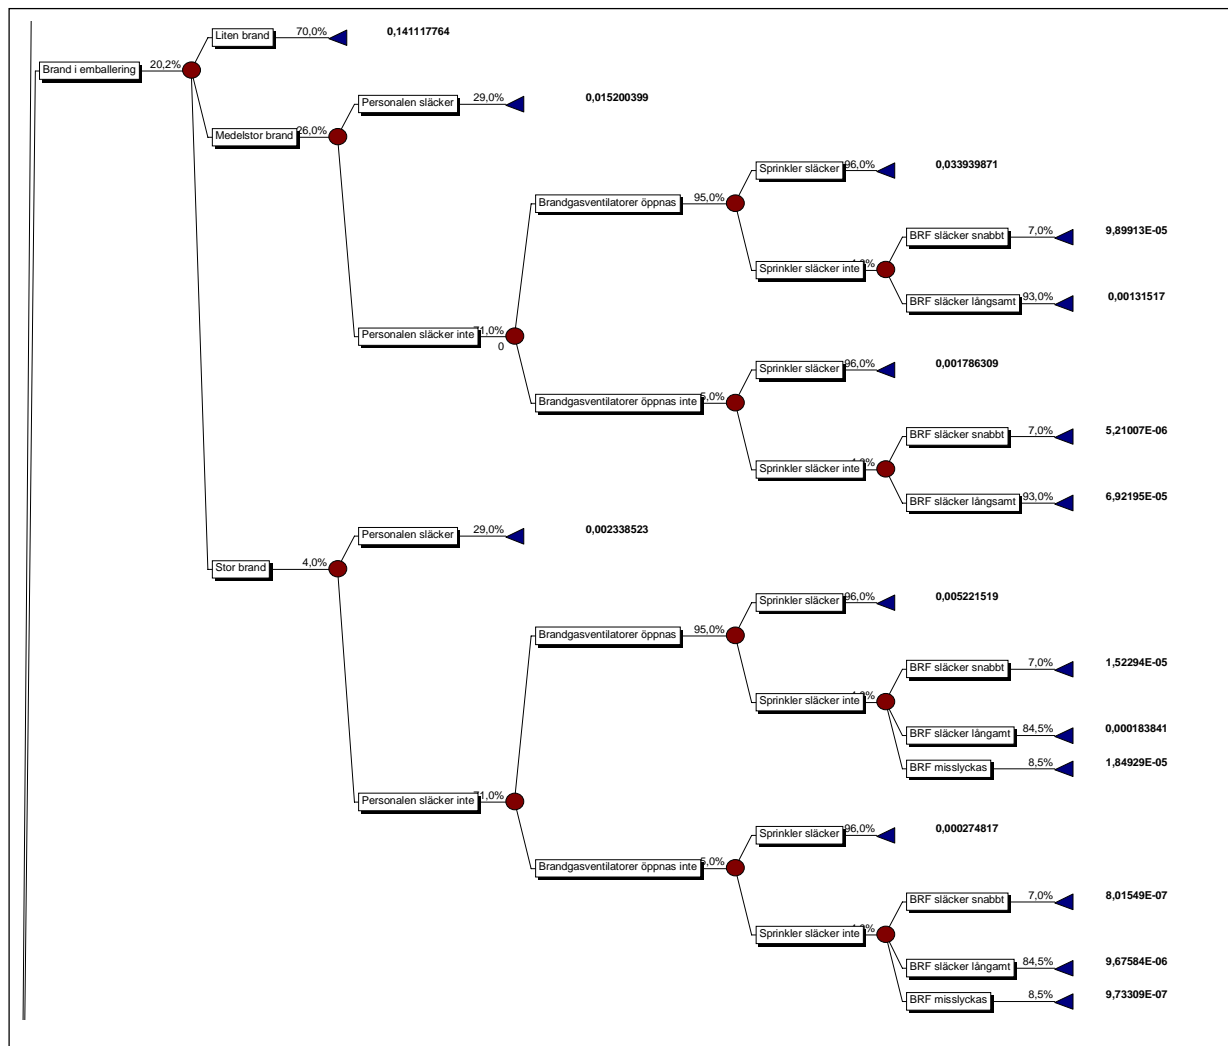 Liten brand 70,0% 0,141117764
Brand i emballering 20,2%
Personalen släcker 29,0% 0,015200399
Medelstor brand 26,0%
Sprinkler släcker 96,0% 0,033939871
Brandgasventilatorer öppnas 95,0%
BRF släcker snabbt 7,0% 9,89913E-05
Sprinkler släcker inte
BRF släcker långsamt 93,0% 0,00131517
Personalen släcker inte 71,0%
0
Sprinkler släcker 96,0% 0,001786309
Brandgasventilatorer öppnas inte 5,0%
BRF släcker snabbt 7,0% 5,21007E-06
Sprinkler släcker inte
BRF släcker långsamt 93,0% 6,92195E-05
Personalen släcker 29,0% 0,002338523
Stor brand 4,0%
Sprinkler släcker 96,0% 0,005221519
Brandgasventilatorer öppnas 95,0%
BRF släcker snabbt 7,0% 1,52294E-05
Sprinkler släcker inte
BRF släcker långamt 84,5% 0,000183841
BRF misslyckas 8,5% 1,84929E-05
Personalen släcker inte 71,0%
Sprinkler släcker 96,0% 0,000274817
Brandgasventilatorer öppnas inte 5,0%
BRF släcker snabbt 7,0% 8,01549E-07
Sprinkler släcker inte
BRF släcker långamt 84,5% 9,67584E-06
BRF misslyckas 8,5% 9,73309E-07